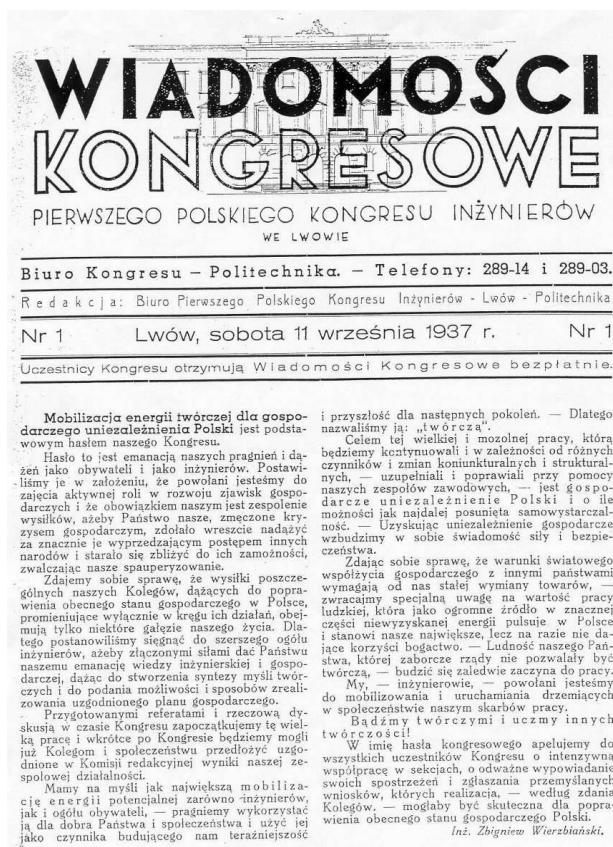 WIADOMOŚCI
KONGRESOWE
PIERWSZEGO POLSKIEGO KONGRESU INŻYNIERÓW
WE LWOWIE
Biuro Kongresu – Politechnika. – Telefony: 289-14 i 289-03.
Redakcja: Biuro Pierwszego Polskiego Kongresu Inżynierów - Lwów - Politechnika
Nr 1 Lwów, sobota 11 września 1937 r. Nr 1
Uczestnicy Kongresu otrzymują Wiadomości Kongresowe bezpłatnie.
Mobilizacja energii twórczej dla gospo-
darczego uniezależnienia Polski jest podsta-
wowym hasłem naszego Kongresu.
Hasło to jest emanacją naszych pragnień i dą-
żeń jako obywateli i jako inżynierów. Postawi-
liśmy je w założeniu, że powołani jesteśmy do
zajęcia aktywnej roli w rozwoju zjawisk gospo-
darczych i że obowiązkiem naszym jest zespolenie
wysiłków, ażeby Państwo nasze, zmęczone kry-
zysem gospodarczym, zdołało wreszcie nadążyć
za znacznie je wyprzedzającym postępem innych
narodów i starało się zbliżyć do ich zamożności,
zwalczając nasze spauperyzowanie.
Zdajemy sobie sprawę, że wysiłki poszcze-
gólnych naszych Kolegów, dążących do popra-
wienia obecnego stanu gospodarczego w Polsce,
promieniujące wyłącznie w kręgu ich działań, obej-
mują tylko niektóre gałęzie naszego życia. Dla-
tego postanowiliśmy sięgnąć do szerszego ogółu
inżynierów, ażeby złączonymi siłami dać Państwu
naszemu emanację wiedzy inżynierskiej i gospo-
darczej, dążąc do stworzenia syntezy myśli twór-
czych i do podania możliwości i sposobów zreali-
zowania uzgodnionego planu gospodarczego.
Przygotowanymi referatami i rzeczową dy-
skusją w czasie Kongresu zapoczątkujemy tę wiel-
ką pracę i wkrótce po Kongresie będziemy mogli
już Kolegom i społeczeństwu przedłożyć uzgo-
dnione w Komisji redakcyjnej wyniki naszej ze-
społowej działalności.
Mamy na myśli jak największą mobiliza-
cję energii potencjalnej zarówno inżynierów,
jak i ogółu obywateli, — pragniemy wykorzystać
ją dla dobra Państwa i społeczeństwa i użyć jej
jako czynnika budującego nam teraźniejszość
i przyszłość dla następnych pokoleń. — Dlatego
nazwaliśmy ją: „twórczą”.
Celem tej wielkiej i mozolnej pracy, którą
będziemy kontynuowali i w zależności od różnych
czynników i zmian koniunkturalnych i struktural-
nych, — uzupełniali i poprawiali przy pomocy
naszych zespołów zawodowych, — jest gospo-
darcze uniezależnienie Polski i o ile
możności jak najdalej posunięta samowystarczal-
ność. — Uzyskując uniezależnienie gospodarcze
wzbudzimy w sobie świadomość siły i bezpie-
czeństwa.
Zdając sobie sprawę, że warunki światowego
współżycia gospodarczego z innymi państwami
wymagają od nas stałej wymiany towarów, —
zwracajmy specjalną uwagę na wartość pracy
ludzkiej, która jako ogromne źródło w znacznej
części niewyzyskanej energii pulsuje w Polsce
i stanowi nasze największe, lecz na razie nie da-
jące korzyści bogactwo. — Ludność naszego Pań-
stwa, której zaborcze rządy nie pozwalały być
twórczą, — budzić się zaledwie zaczyna do pracy.
My, — inżynierowie, — powołani jesteśmy
do mobilizowania i uruchamiania drzemiących
w społeczeństwie naszym skarbów pracy.
Bądźmy twórczymi i uczmy innych
twórczości!
W imię hasła kongresowego apelujemy do
wszystkich uczestników Kongresu o intensywną
współpracę w sekcjach, o odważne wypowiadanie
swoich spostrzeżeń i zgłaszania przemyślanych
wniosków, których realizacja, — według zdania
Kolegów. — mogłaby być skuteczna dla popra-
wienia obecnego stanu gospodarczego Polski.
Inż. Zbigniew Wierzbiański.